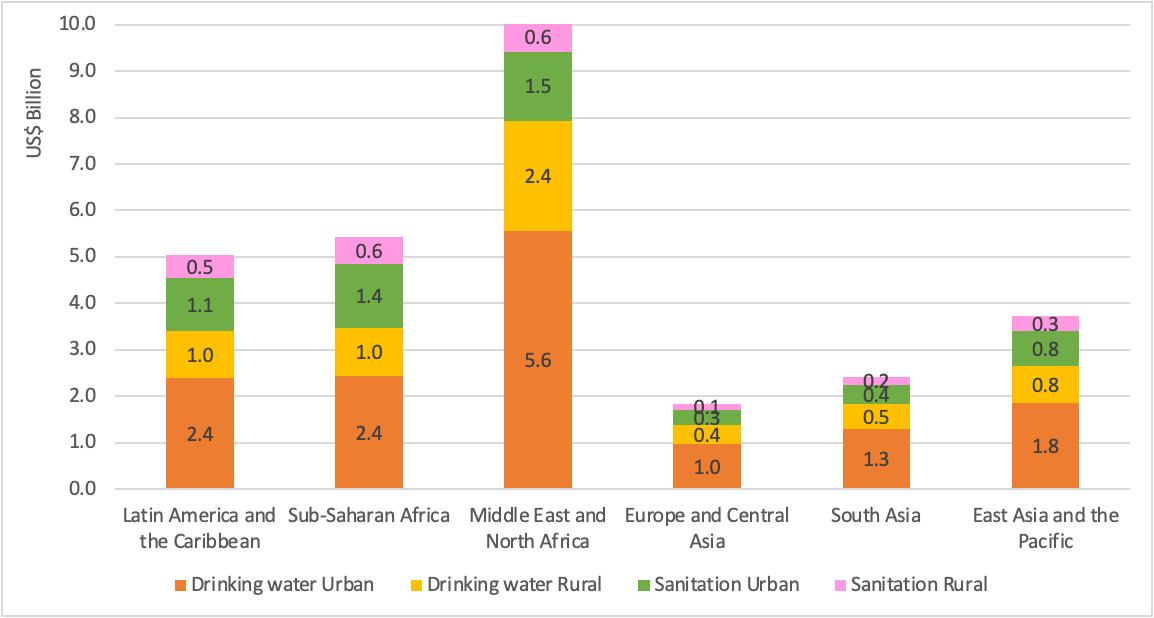 US$ Billion
10.0
9.0
8.0
7.0
6.0
5.0
4.0
3.0
2.0
1.0
0.0
0.5
1.1
1.0
2.4
0.6
1.4
1.0
2.4
0.6
1.5
2.4
5.6
0.1
0.3
0.4
1.0
0.2
0.4
0.5
1.3
0.3
0.8
0.8
1.8
Latin America and
the Caribbean
Sub-Saharan Africa
Middle East and
North Africa
Europe and Central
Asia
South Asia
East Asia and the
Pacific
Drinking water Urban
Drinking water Rural
Sanitation Urban
Sanitation Rural